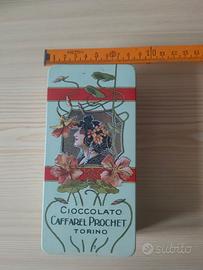 CIOCCOLATO
CAFFAREL PROCHET
TORINO
subito